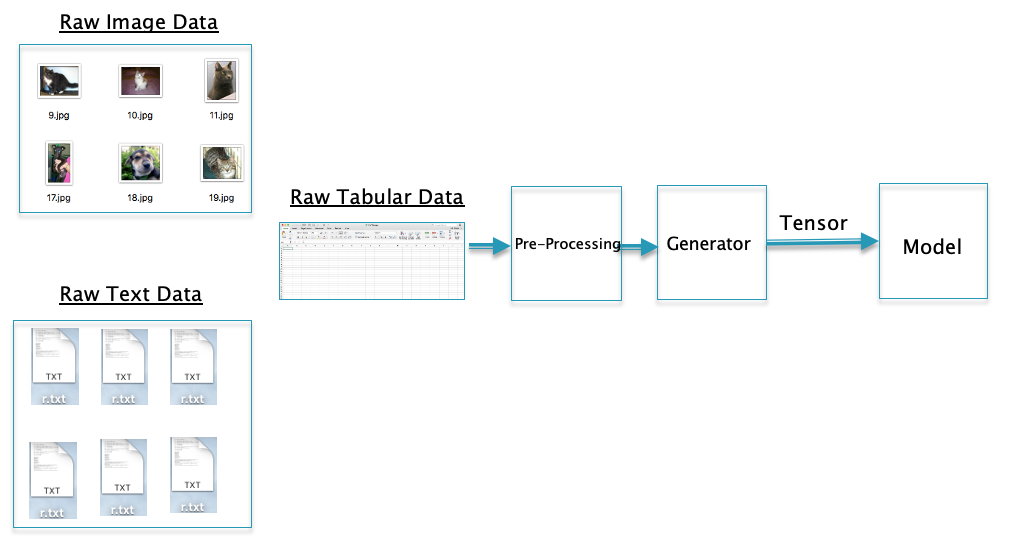 Raw Image Data
9.jpg
10.jpg
11.jpg
17.jpg
18.jpg
19.jpg
Raw Tabular Data
Pre-Processing
Generator
Tensor
Model
Raw Text Data
TXT
TXT
TXT
r.txt
r.txt
r.txt
TXT
TXT
TXT
r.txt
r.txt
r.txt